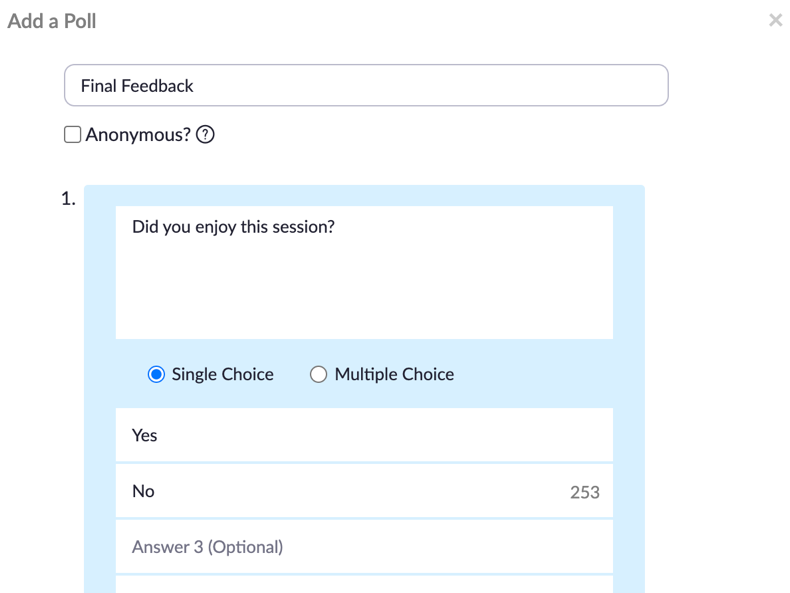 Add a Poll
Final Feedback
Anonymous? ?
1.
Did you enjoy this session?
Single Choice Multiple Choice
Yes
No 253
Answer 3 (Optional)